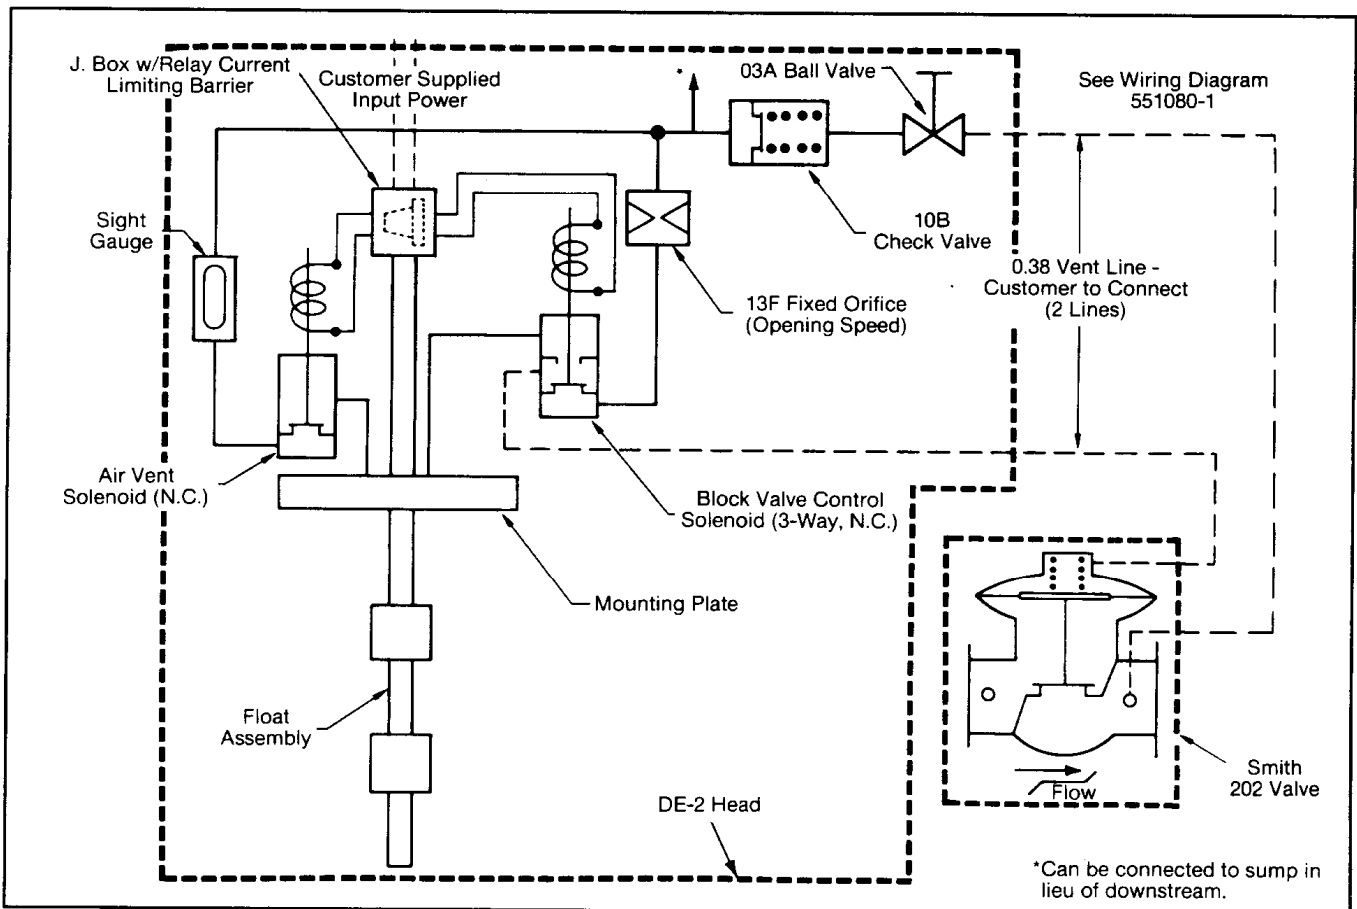 J. Box w/Relay Current
Limiting Barrier
Customer Supplied
Input Power
*
03A Ball Valve
See Wiring Diagram
551080-1
Sight
Gauge
10B
Check Valve
0.38 Vent Line -
Customer to Connect
(2 Lines)
13F Fixed Orifice
(Opening Speed)
Air Vent
Solenoid (N.C.)
Block Valve Control
Solenoid (3-Way, N.C.)
Mounting Plate
Float
Assembly
DE-2 Head
Flow
Smith
202 Valve
*Can be connected to sump in
lieu of downstream.